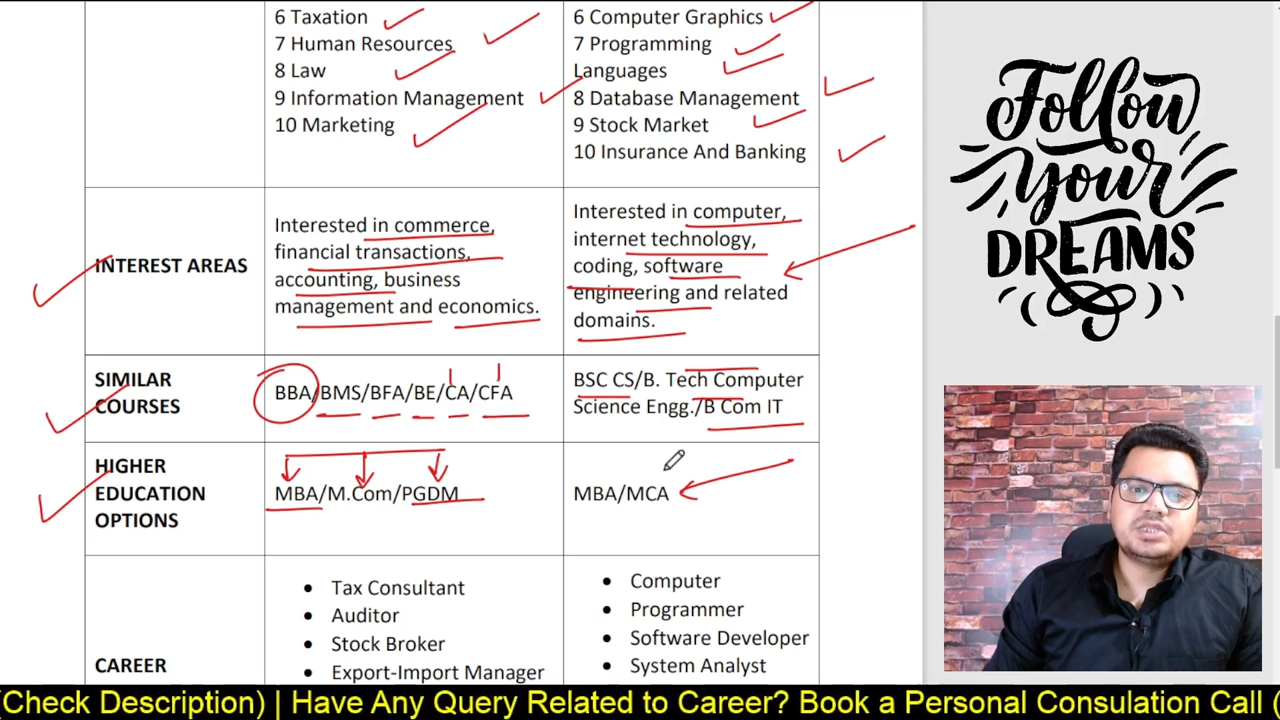 6 Taxation
7 Human Resources
8 Law
9 Information Management
10 Marketing
6 Computer Graphics
7 Programming
Languages
8 Database Management
9 Stock Market
10 Insurance And Banking
INTEREST AREAS
Interested in commerce,
financial transactions,
accounting, business
management and economics.
Interested in computer,
internet technology,
coding, software
engineering and related
domains.
SIMILAR
COURSES
BBA/BMS/BFA/BE/CA/CFA
BSC CS/B. Tech Computer
Science Engg./B Com IT
HIGHER
EDUCATION
OPTIONS
MBA/M.Com/PGDM
MBA/MCA
CAREER
• Tax Consultant
• Auditor
• Stock Broker
• Export-Import Manager
• Computer
• Programmer
• Software Developer
• System Analyst
Follow
Your
DREAMS
(Check Description) | Have Any Query Related to Career? Book a Personal Consulation Call (